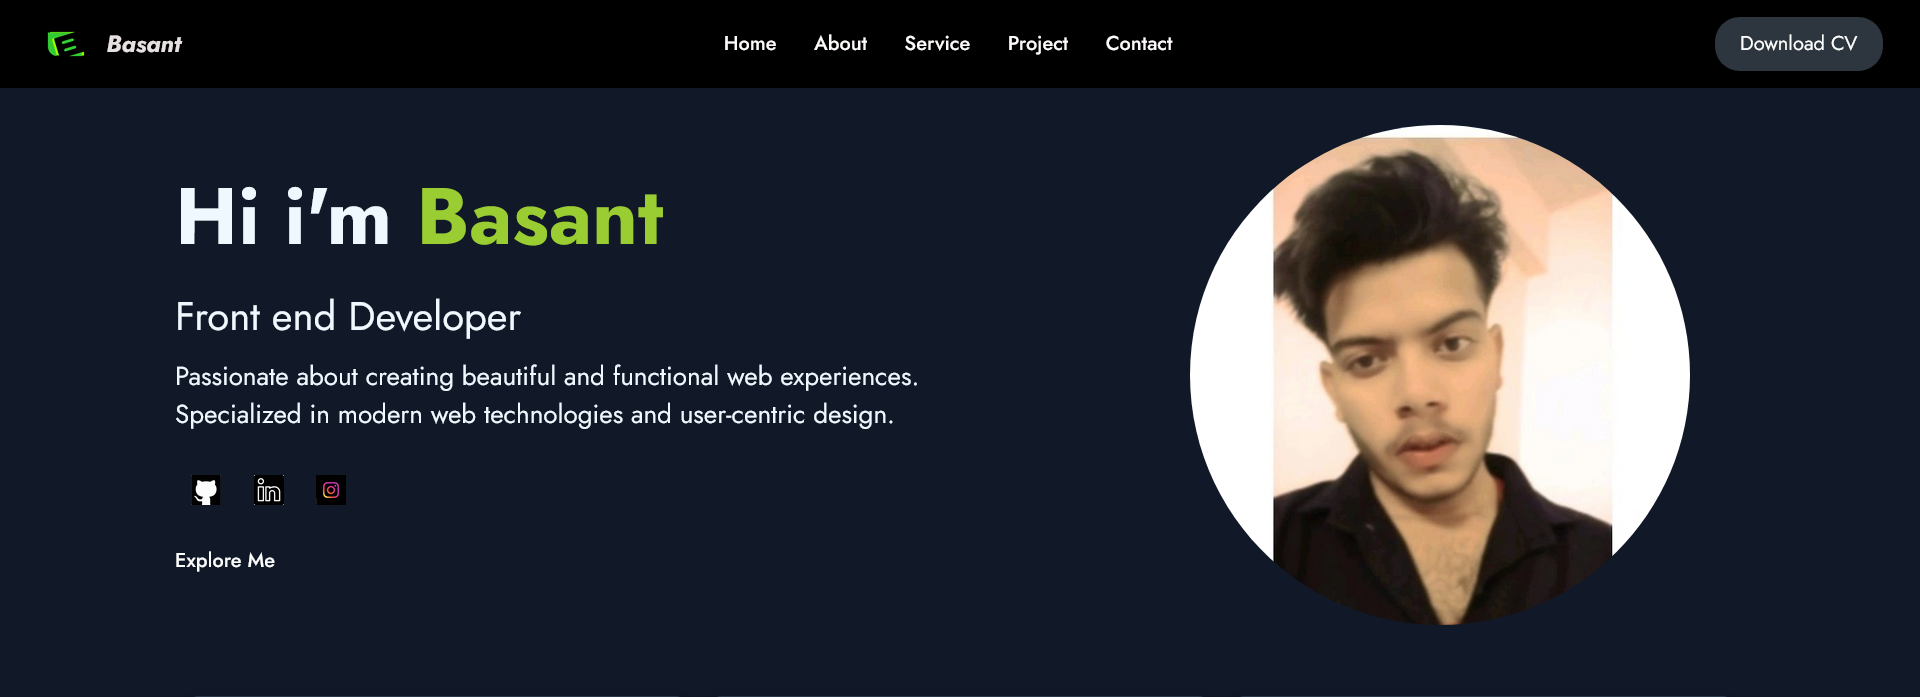 Basant
Home About Service Project Contact
Download CV
Hi i'm Basant
Front end Developer
Passionate about creating beautiful and functional web experiences.
Specialized in modern web technologies and user-centric design.
in
Explore Me